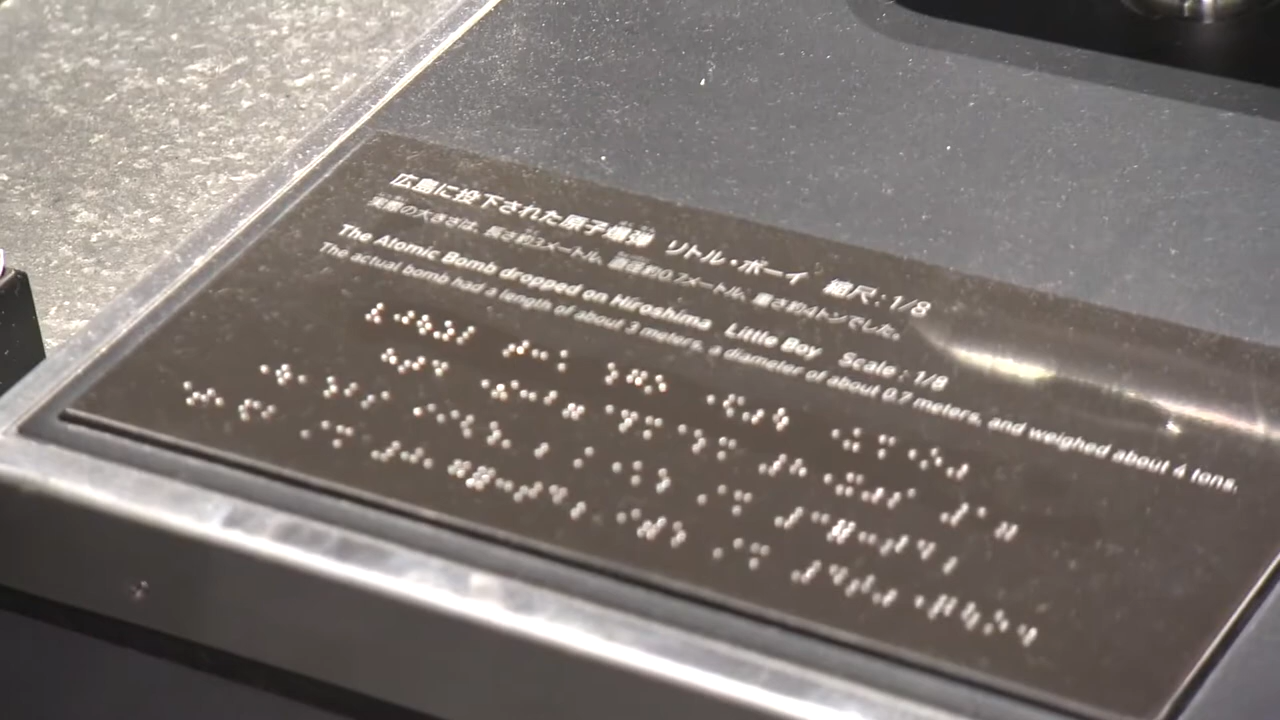 広島に投下された原子爆弾 リトル・ボーイ 縮尺:1/8
実際の大きさは、長さ約3メートル、直径約0.7メートル、重さ約4トンでした。
The Atomic Bomb dropped on Hiroshima Little Boy Scale : 1/8
The actual bomb had a length of about 3 meters, a diameter of about 0.7 meters, and weighed about 4 tons.